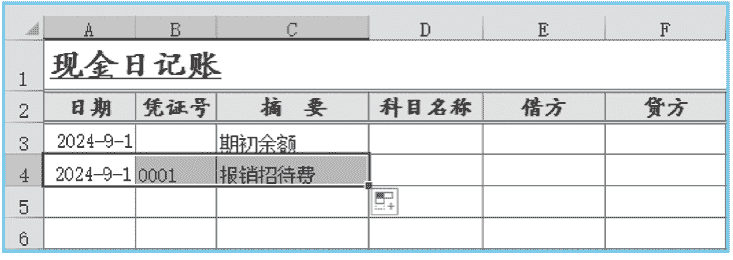 A B C D E F
1 现金日记账
2 日期 凭证号 摘 要 科目名称 借方 贷方
3 2024-9-1 期初余额
4 2024-9-1 0001 报销招待费
5
6